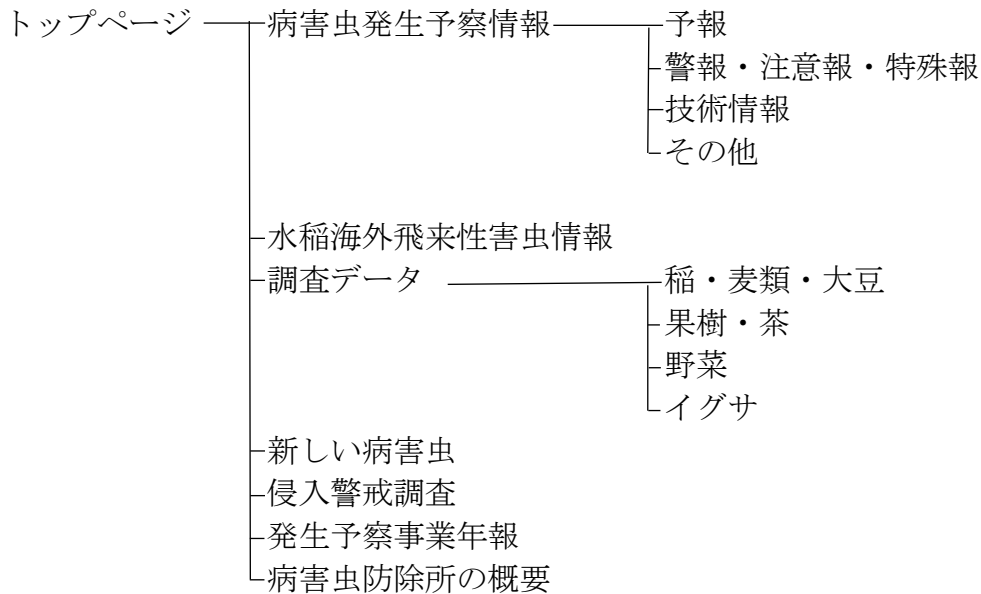 トップページ 病害虫発生予察情報 予報
警報・注意報・特殊報
技術情報
その他
水稲海外飛来性害虫情報
調査データ 稲・麦類・大豆
果樹・茶
野菜
イグサ
新しい病害虫
侵入警戒調査
発生予察事業年報
病害虫防除所の概要